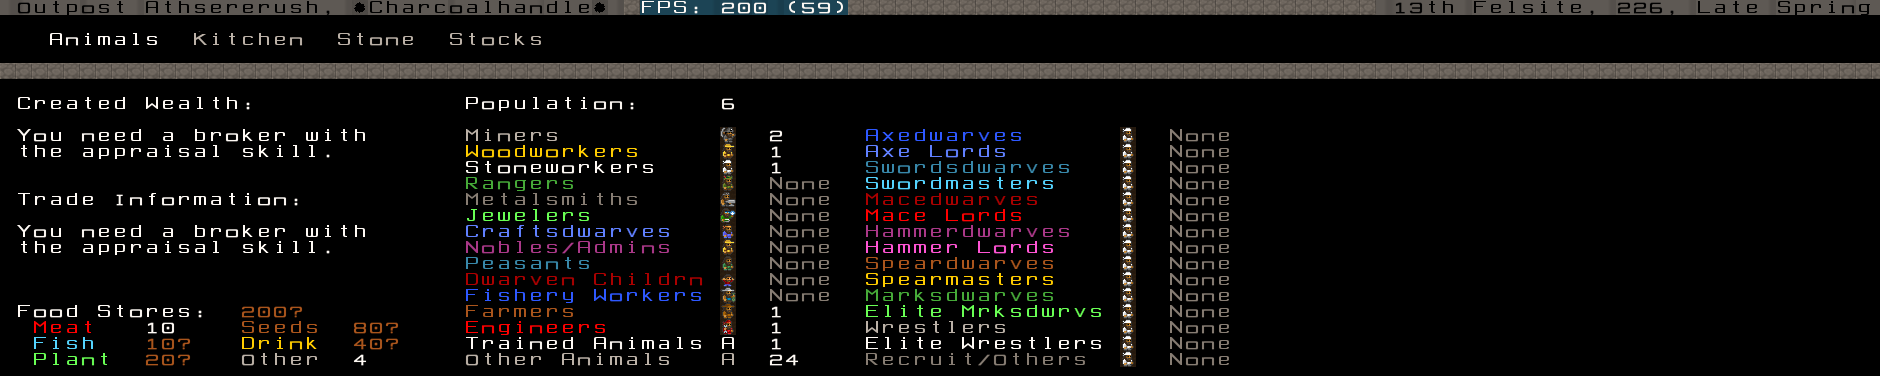 Outpost Athsererush, ☼Charcoalhandle☼ FPS: 200 (59) 13th Felsite, 226, Late Spring
Animals Kitchen Stone Stocks
Created Wealth: Population: 6
You need a broker with Miners 2 Axedwarves None
the appraisal skill. Woodworkers 1 Axe Lords None
Stoneworkers 1 Swordsdwarves None
Rangers None Swordmasters None
Trade Information: Metalsmiths None Macedwarves None
Jewelers None Mace Lords None
You need a broker with Craftsdwarves None Hammerdwarves None
the appraisal skill. Nobles/Admins None Hammer Lords None
Peasants None Speardwarves None
Dwarven Childrn None Spearmasters None
Fishery Workers None Marksdwarves None
Food Stores: 200? Farmers 1 Elite Mrksdwrvs None
Meat 10 Seeds 80? Engineers 1 Wrestlers None
Fish 10? Drink 40? Trained Animals A 1 Elite Wrestlers None
Plant 20? Other 4 Other Animals A 24 Recruit/Others None